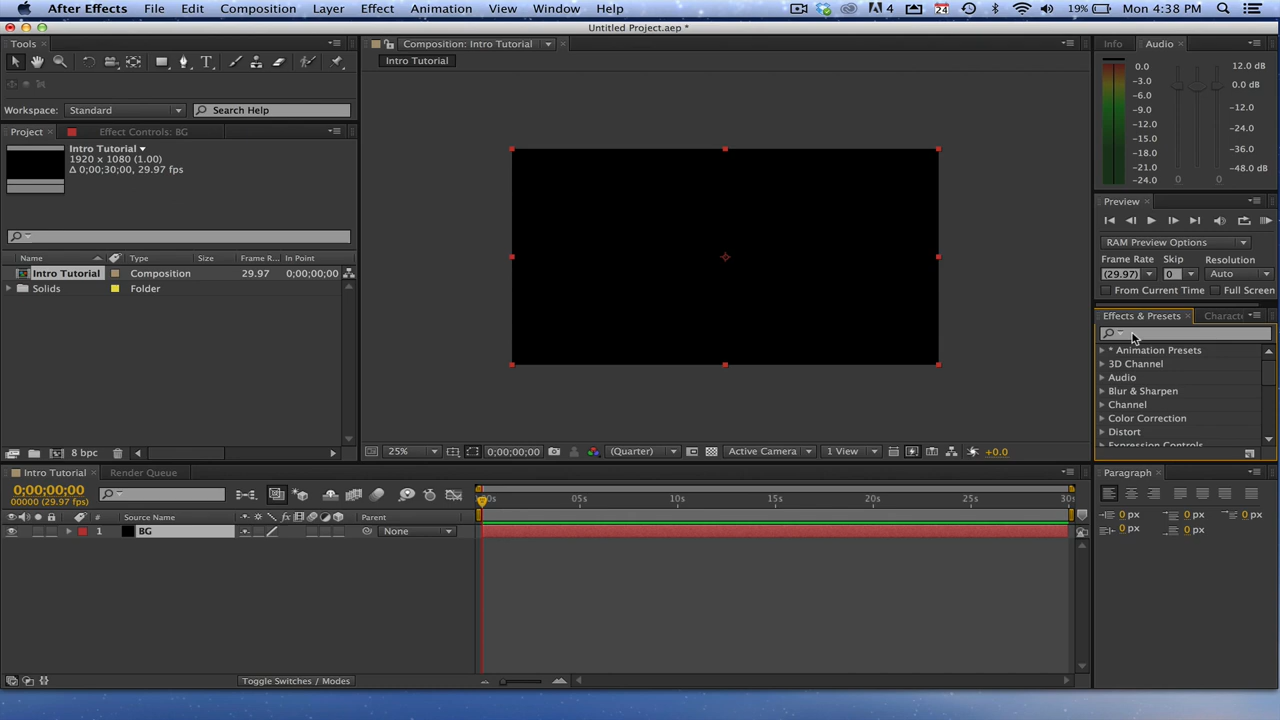 After Effects File Edit Composition Layer Effect Animation View Window Help 4 24 19% Mon 4:38 PM
Untitled Project.aep *
Tools
Composition: Intro Tutorial
Info Audio
Intro Tutorial
Workspace: Standard Search Help
Project Effect Controls: BG
Intro Tutorial
1920 x 1080 (1.00)
Δ 0;00;30;00, 29.97 fps
Name Type Size Frame R... In Point
Intro Tutorial Composition 29.97 0;00;00;00
Solids Folder
8 bpc
25% 0;00;00;00 (Quarter) Active Camera 1 View +0.0
0.0 12.0 dB
-3.0 0.0 dB
-6.0
-9.0 -12.0
-12.0 -24.0
-15.0
-18.0 -36.0
-21.0 -48.0 dB
-24.0 0 0
Preview
RAM Preview Options
Frame Rate Skip Resolution
(29.97) 0 Auto
From Current Time Full Screen
Effects & Presets Charact
* Animation Presets
3D Channel
Audio
Blur & Sharpen
Channel
Color Correction
Distort
Expression Controls
Intro Tutorial Render Queue
0;00;00;00
00000 (29.97 fps)
00s 05s 10s 15s 20s 25s 30s
# Source Name fx Parent
1 BG None
Toggle Switches / Modes
Paragraph
0 px 0 px 0 px
0 px 0 px